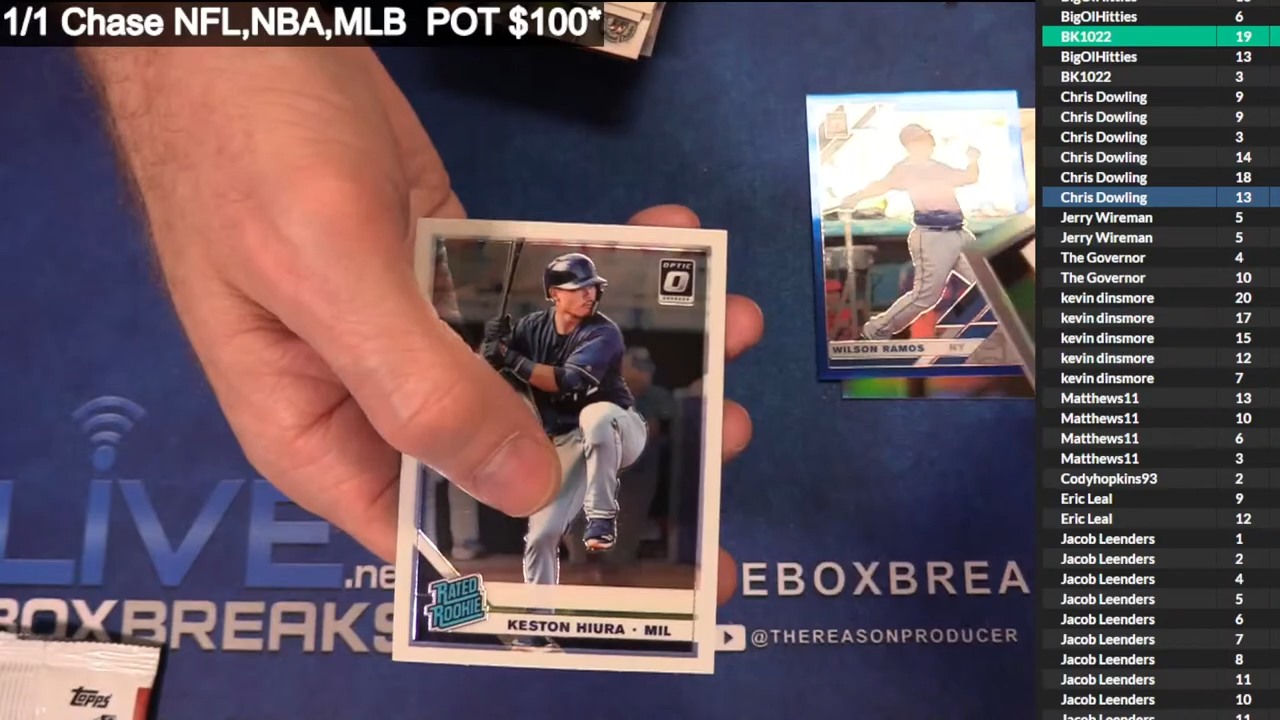 1/1 Chase NFL,NBA,MLB POT $100*
BigOlHitties 6
BK1022 19
BigOlHitties 13
BK1022 3
Chris Dowling 9
Chris Dowling 9
Chris Dowling 3
Chris Dowling 14
Chris Dowling 18
Chris Dowling 13
Jerry Wireman 5
Jerry Wireman 5
The Governor 4
The Governor 10
kevin dinsmore 20
kevin dinsmore 17
kevin dinsmore 15
kevin dinsmore 12
kevin dinsmore 7
Matthews11 13
Matthews11 10
Matthews11 6
Matthews11 3
Codyhopkins93 2
Eric Leal 9
Eric Leal 12
Jacob Leenders 1
Jacob Leenders 2
Jacob Leenders 4
Jacob Leenders 5
Jacob Leenders 6
Jacob Leenders 7
Jacob Leenders 8
Jacob Leenders 11
Jacob Leenders 10
Jacob Leenders 11
WILSON RAMOS NY
OPTIC
RATED
ROOKIE
KESTON HIURA · MIL
LIVE.ne
BOXBREAKS
EBOXBREA
@THEREASONPRODUCER
Topps